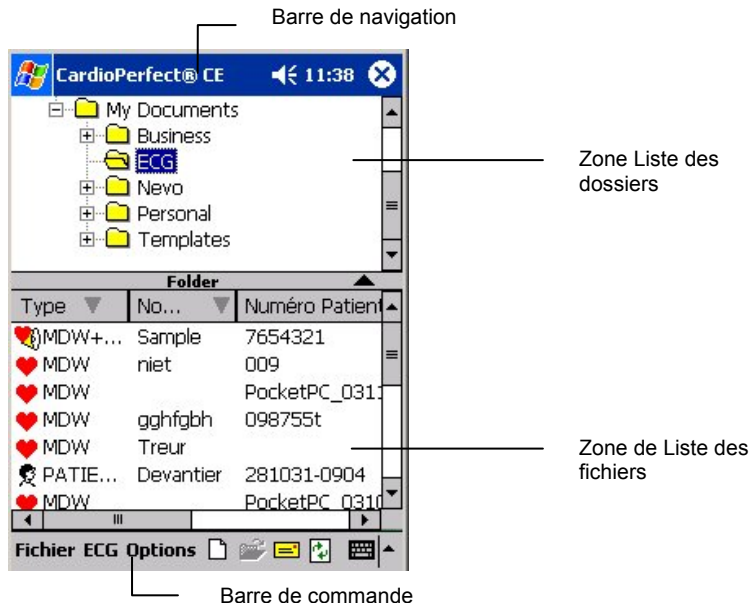 Barre de navigation
CardioPerfect® CE 11:38
My Documents
Business
ECG
Zone Liste des
dossiers
Nevo
Personal
Templates
Folder
Type No... Numéro Patient
MDW+... Sample 7654321
MDW niet 009
MDW PocketPC_0311
MDW gghfgbh 098755t
MDW Treur
Zone de Liste des
fichiers
PATIE... Devantier 281031-0904
MDW PocketPC_0310
Fichier ECG Options
Barre de commande